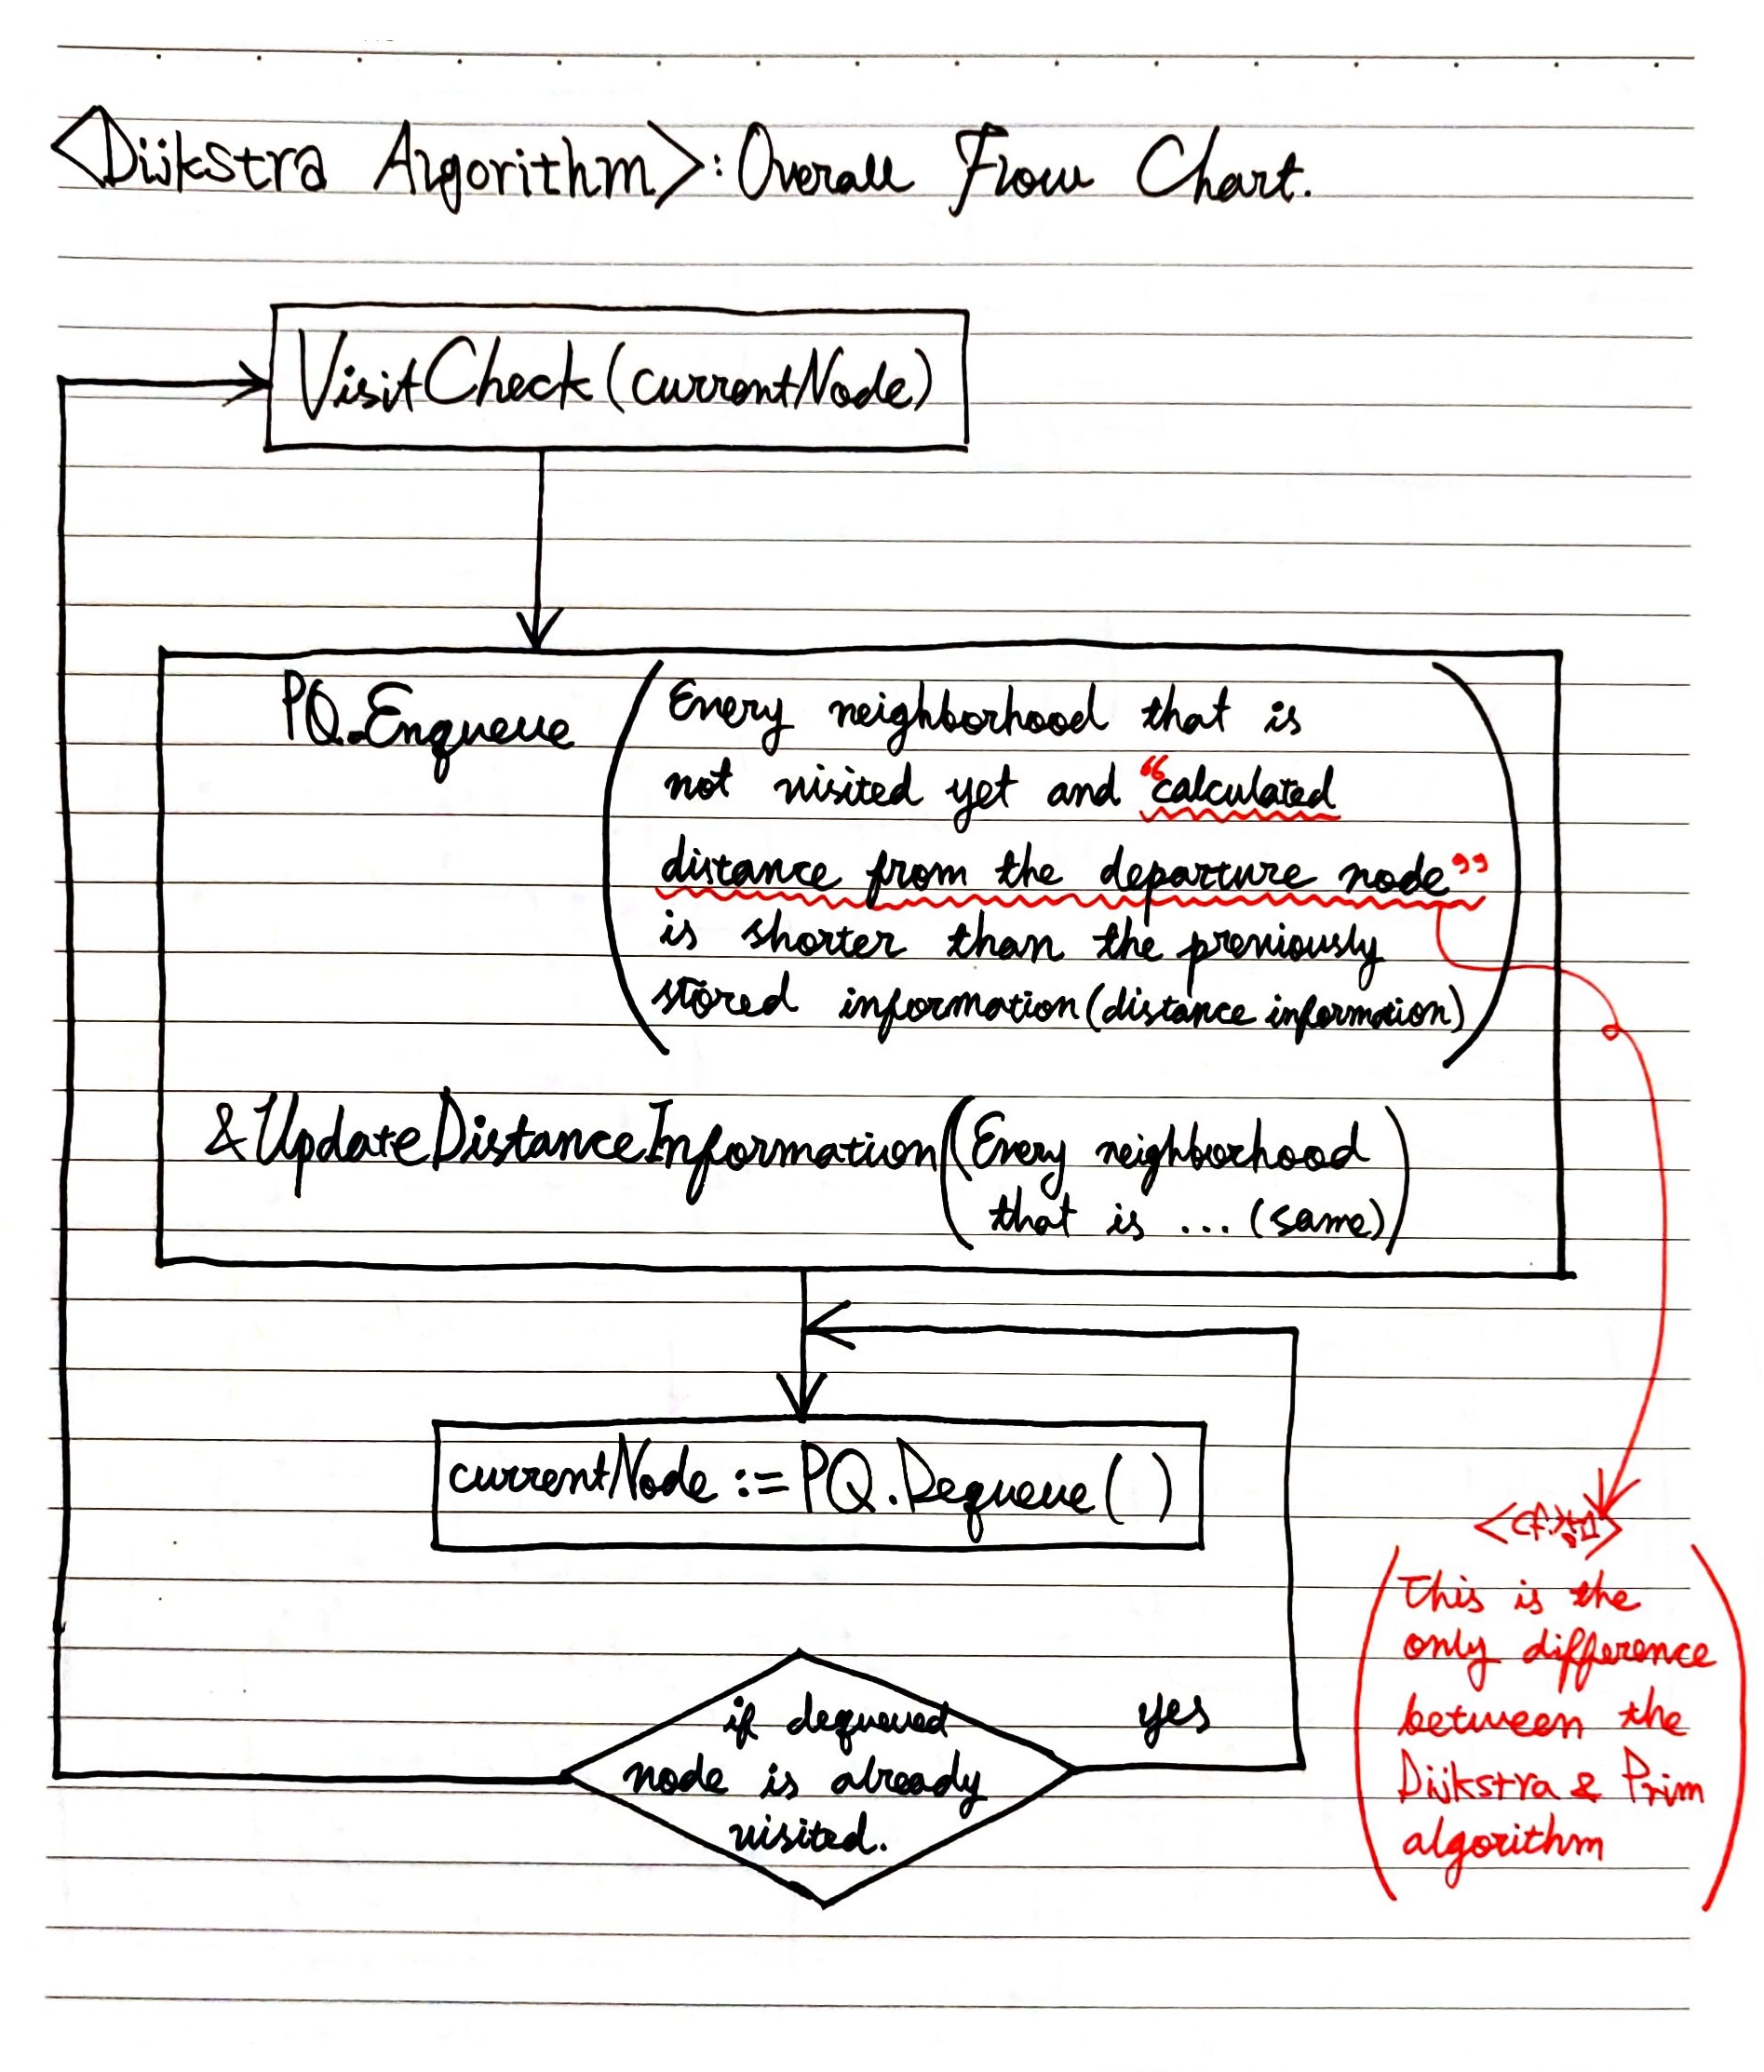 <Dijkstra Algorithm>: Overall Flow Chart.
VisitCheck(currentNode)
PQ.Enqueue
Every neighborhood that is
not visited yet and "calculated
distance from the departure node"
is shorter than the previously
stored information(distance information)
&UpdateDistanceInformation(Every neighborhood
that is ... (same))
currentNode := PQ.Dequeue( )
if dequeued
node is already
visited.
yes
(This is the
only difference
between the
Dijkstra & Prim
algorithm)